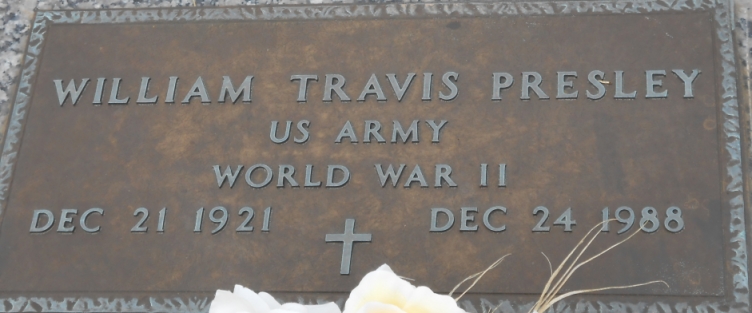 WILLIAM TRAVIS PRESLEY
US ARMY
WORLD WAR II
DEC 21 1921 DEC 24 1988